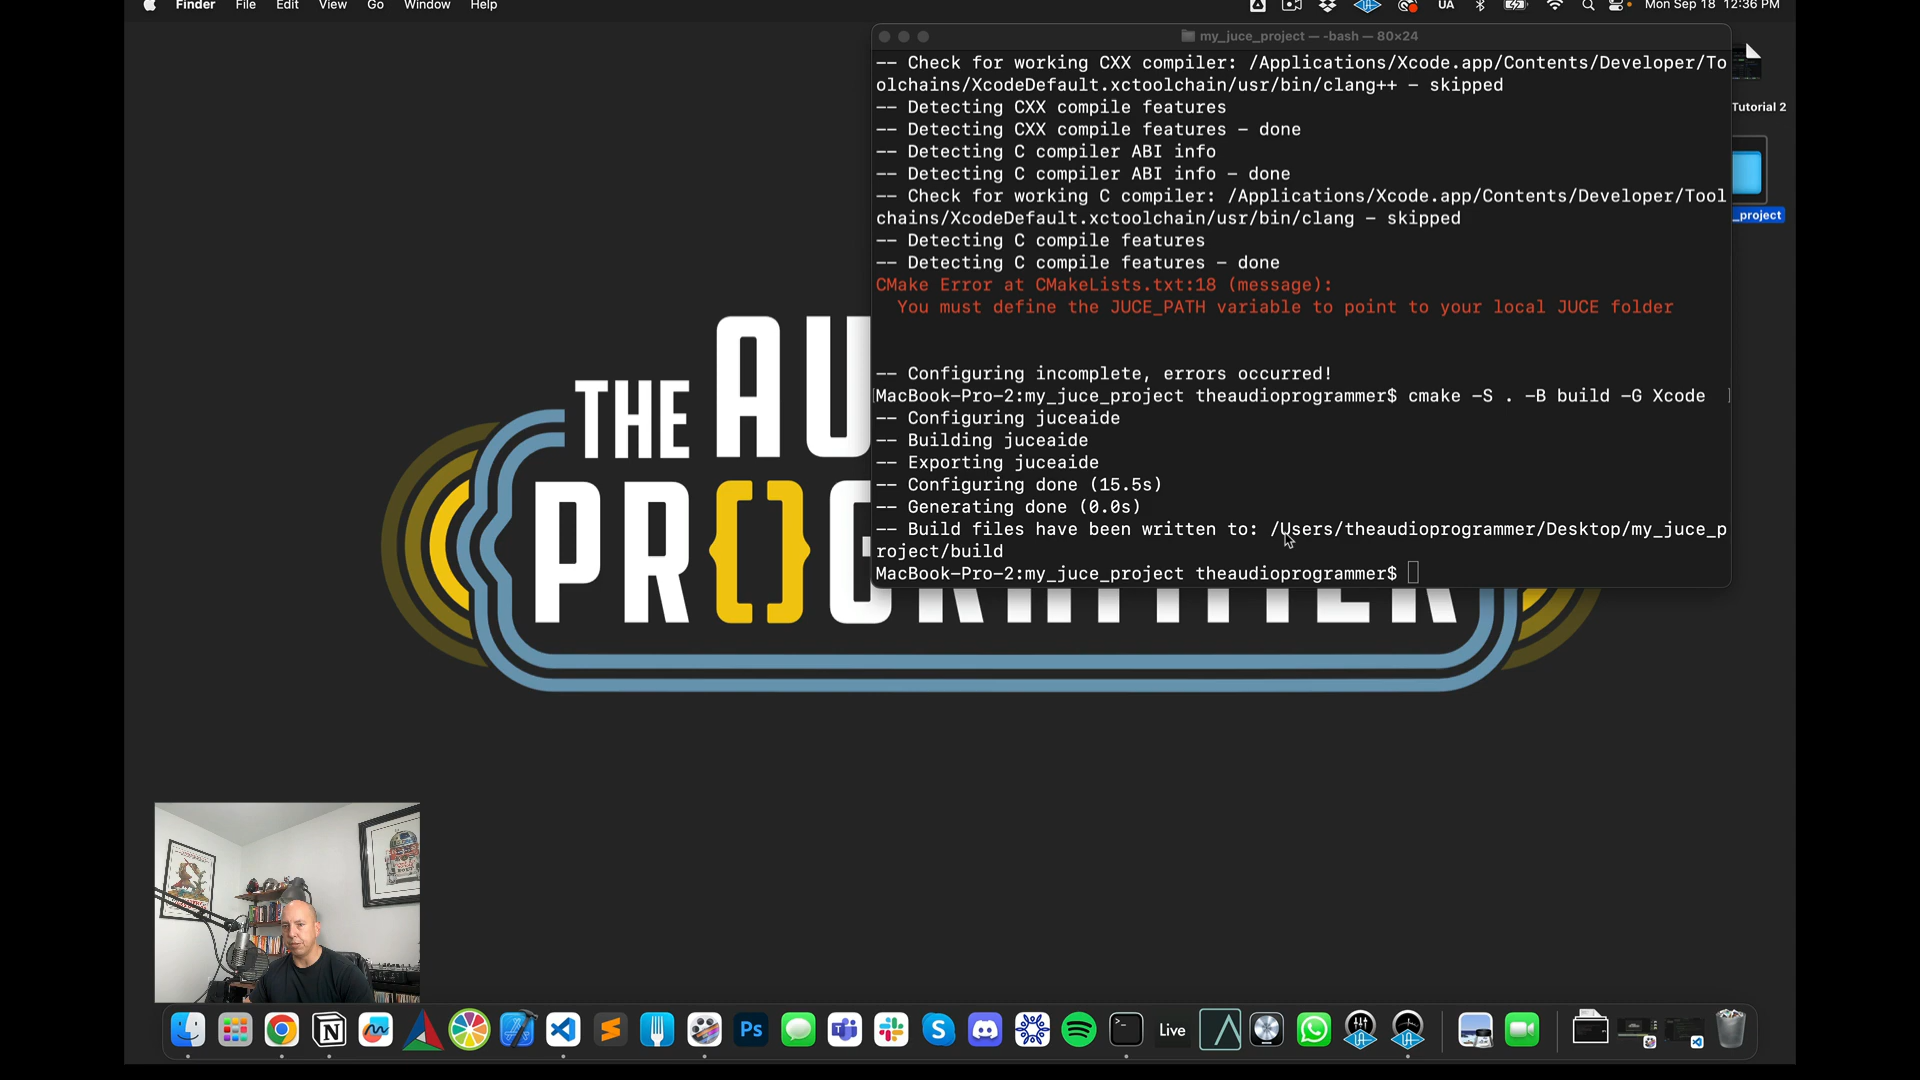 Finder File Edit View Go Window Help
UA
Mon Sep 18 12:36 PM
my_juce_project — -bash — 80×24
-- Check for working CXX compiler: /Applications/Xcode.app/Contents/Developer/To
olchains/XcodeDefault.xctoolchain/usr/bin/clang++ - skipped
-- Detecting CXX compile features
-- Detecting CXX compile features - done
-- Detecting C compiler ABI info
-- Detecting C compiler ABI info - done
-- Check for working C compiler: /Applications/Xcode.app/Contents/Developer/Tool
chains/XcodeDefault.xctoolchain/usr/bin/clang - skipped
-- Detecting C compile features
-- Detecting C compile features - done
CMake Error at CMakeLists.txt:18 (message):
You must define the JUCE_PATH variable to point to your local JUCE folder
-- Configuring incomplete, errors occurred!
[MacBook-Pro-2:my_juce_project theaudioprogrammer$ cmake -S . -B build -G Xcode ]
-- Configuring juceaide
-- Building juceaide
-- Exporting juceaide
-- Configuring done (15.5s)
-- Generating done (0.0s)
-- Build files have been written to: /Users/theaudioprogrammer/Desktop/my_juce_p
roject/build
MacBook-Pro-2:my_juce_project theaudioprogrammer$
Tutorial 2
_project
THE AU
PR{}GRAMMER
Ps
Live